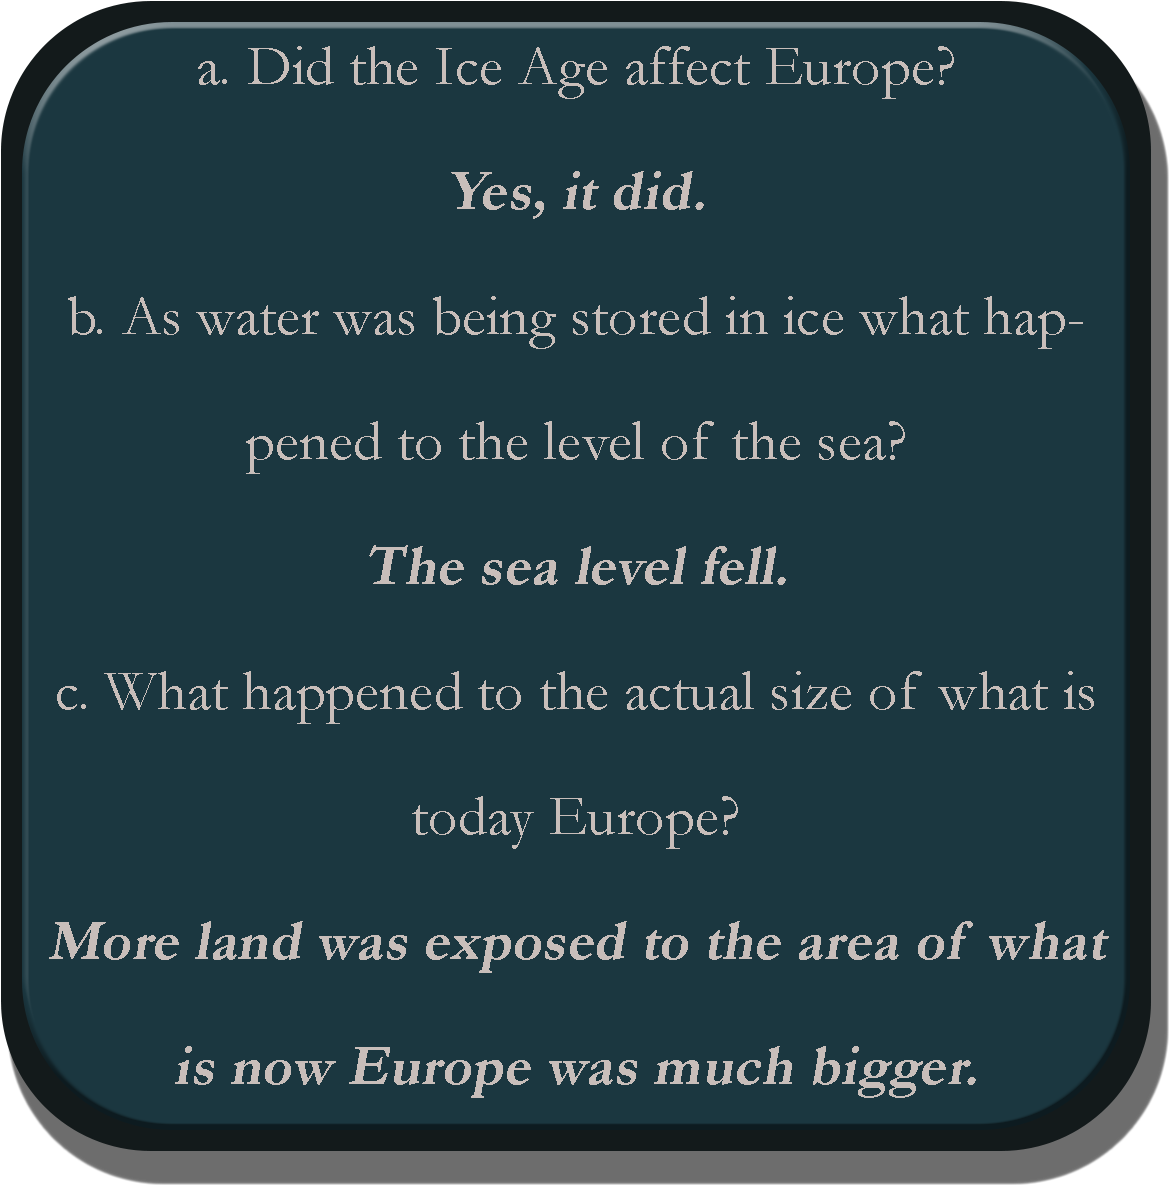 a. Did the Ice Age affect Europe?
Yes, it did.
b. As water was being stored in ice what hap-
pened to the level of the sea?
The sea level fell.
c. What happened to the actual size of what is
today Europe?
More land was exposed to the area of what
is now Europe was much bigger.